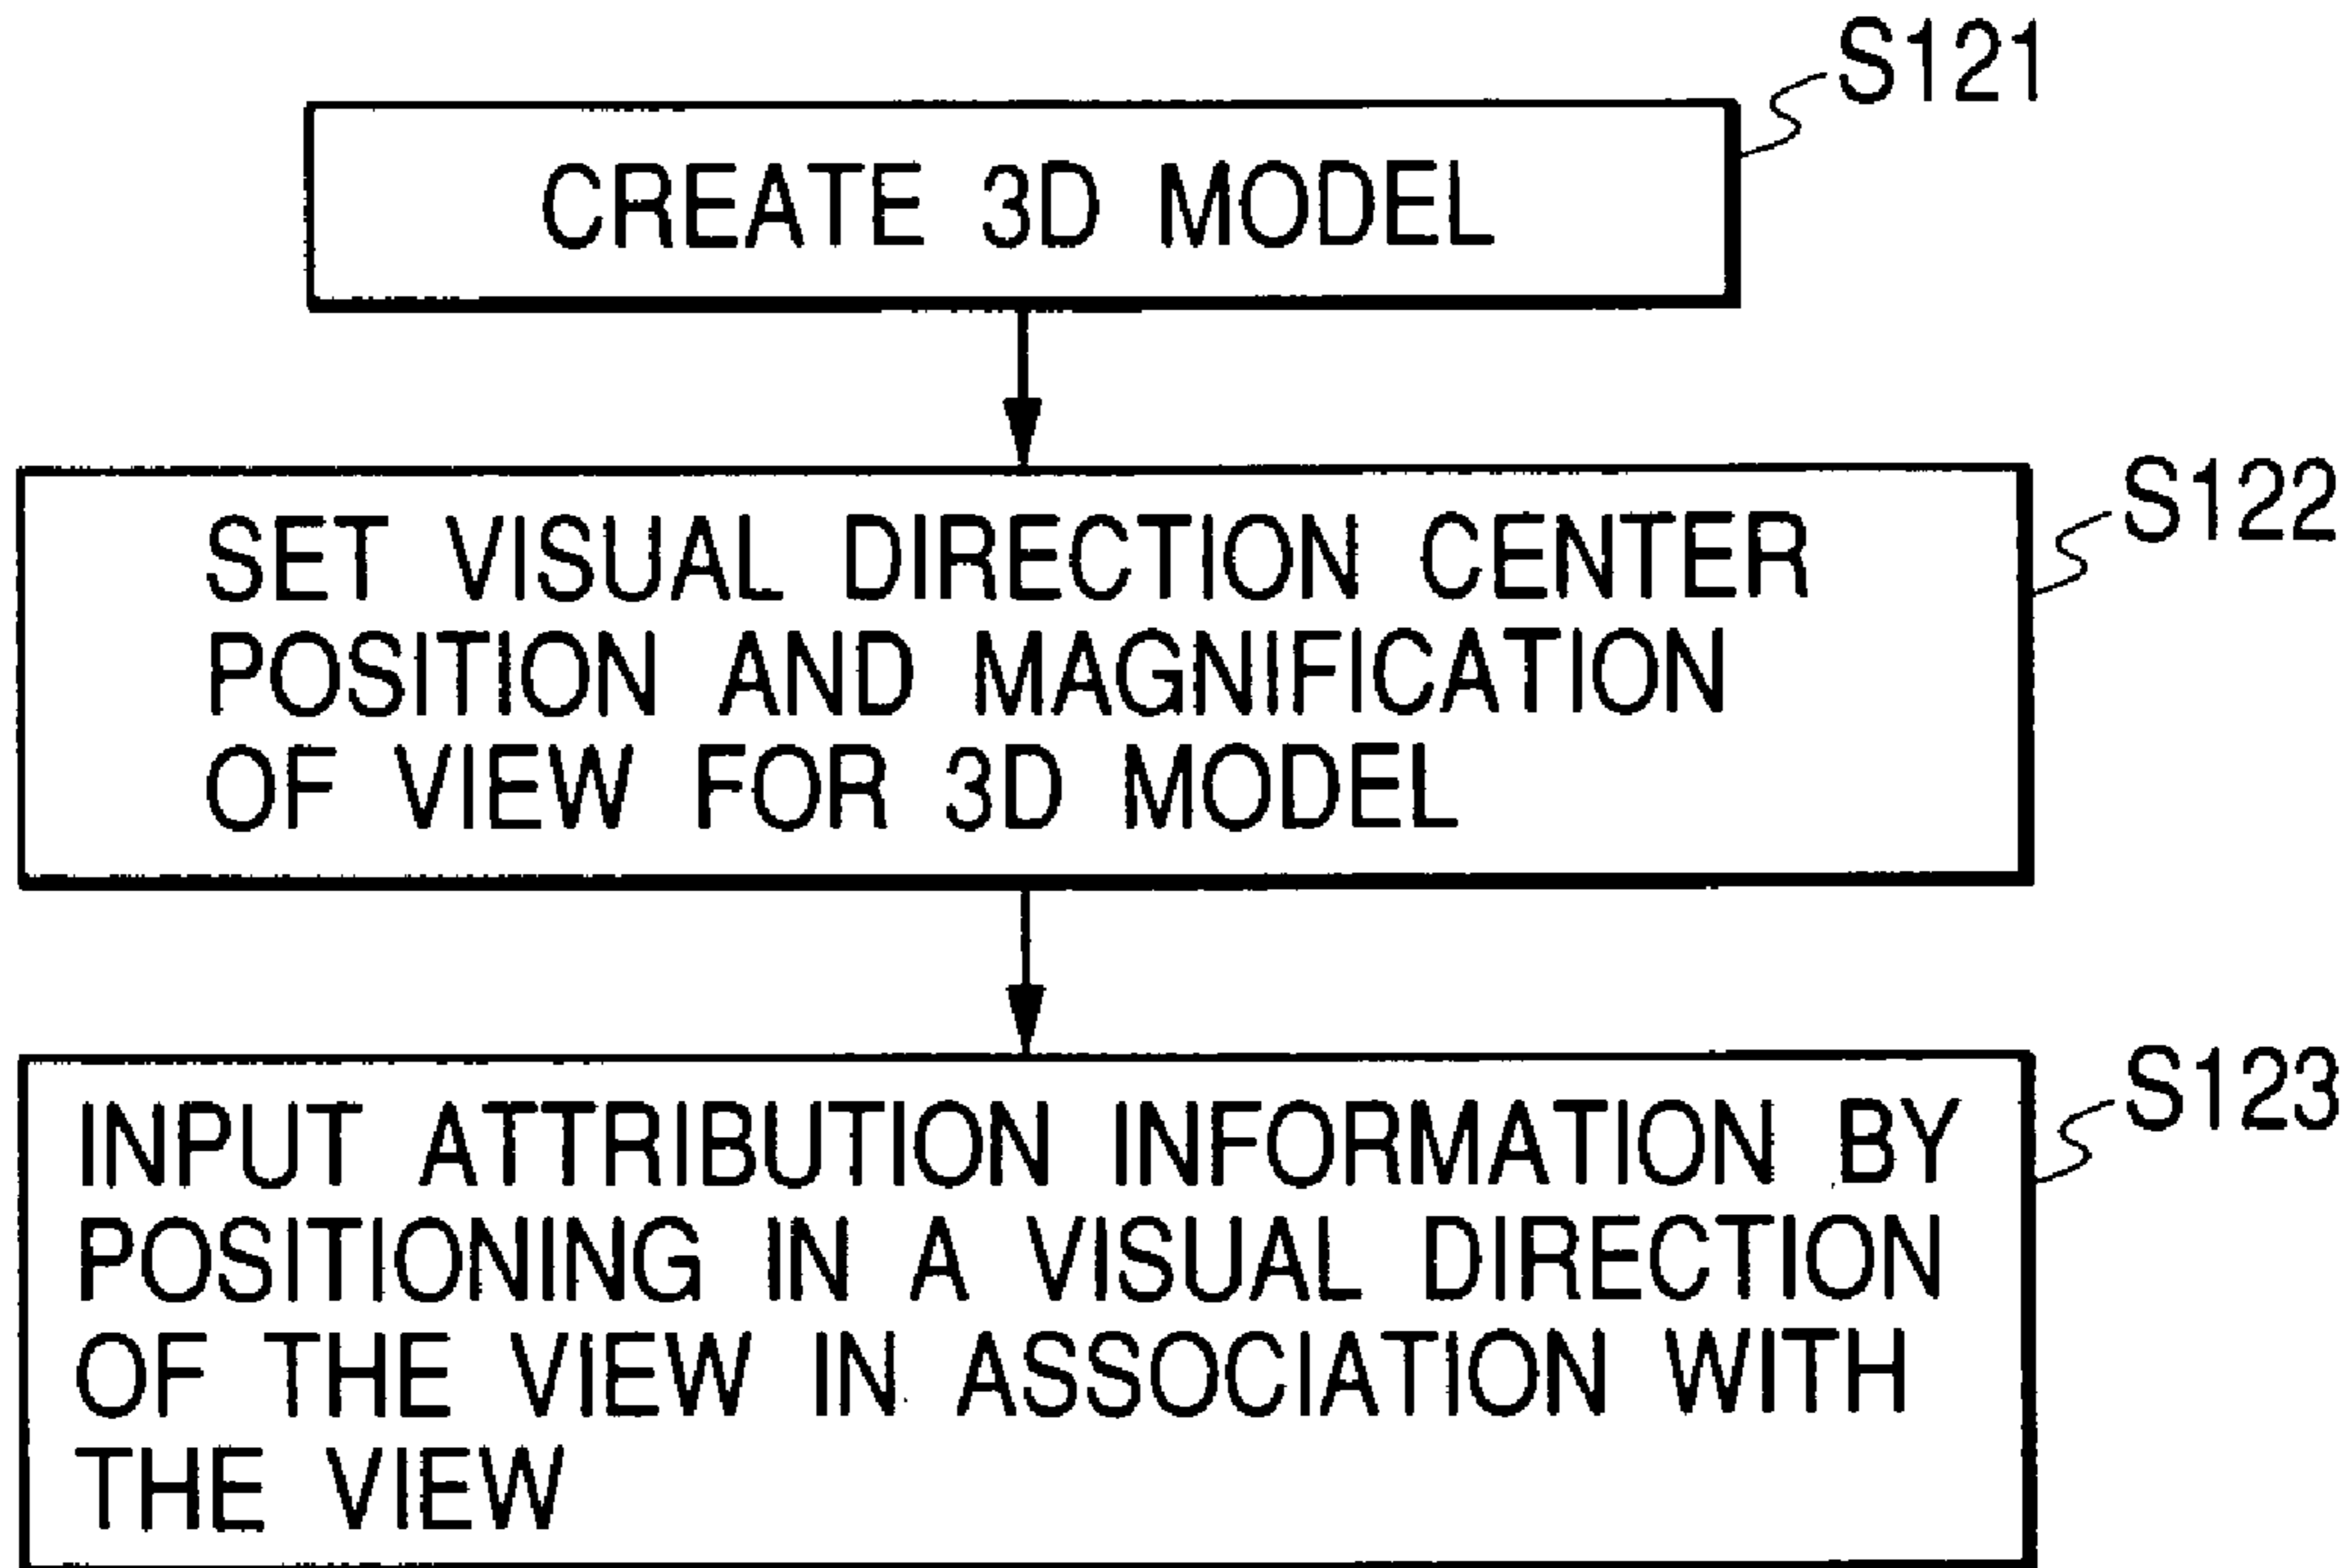 S121
CREATE 3D MODEL
S122
SET VISUAL DIRECTION CENTER
POSITION AND MAGNIFICATION
OF VIEW FOR 3D MODEL
S123
INPUT ATTRIBUTION INFORMATION BY
POSITIONING IN A VISUAL DIRECTION
OF THE VIEW IN ASSOCIATION WITH
THE VIEW